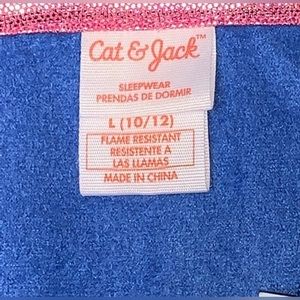 Cat & Jack™
SLEEPWEAR
PRENDAS DE DORMIR
L (10/12)
FLAME RESISTANT
RESISTENTE A
LAS LLAMAS
MADE IN CHINA